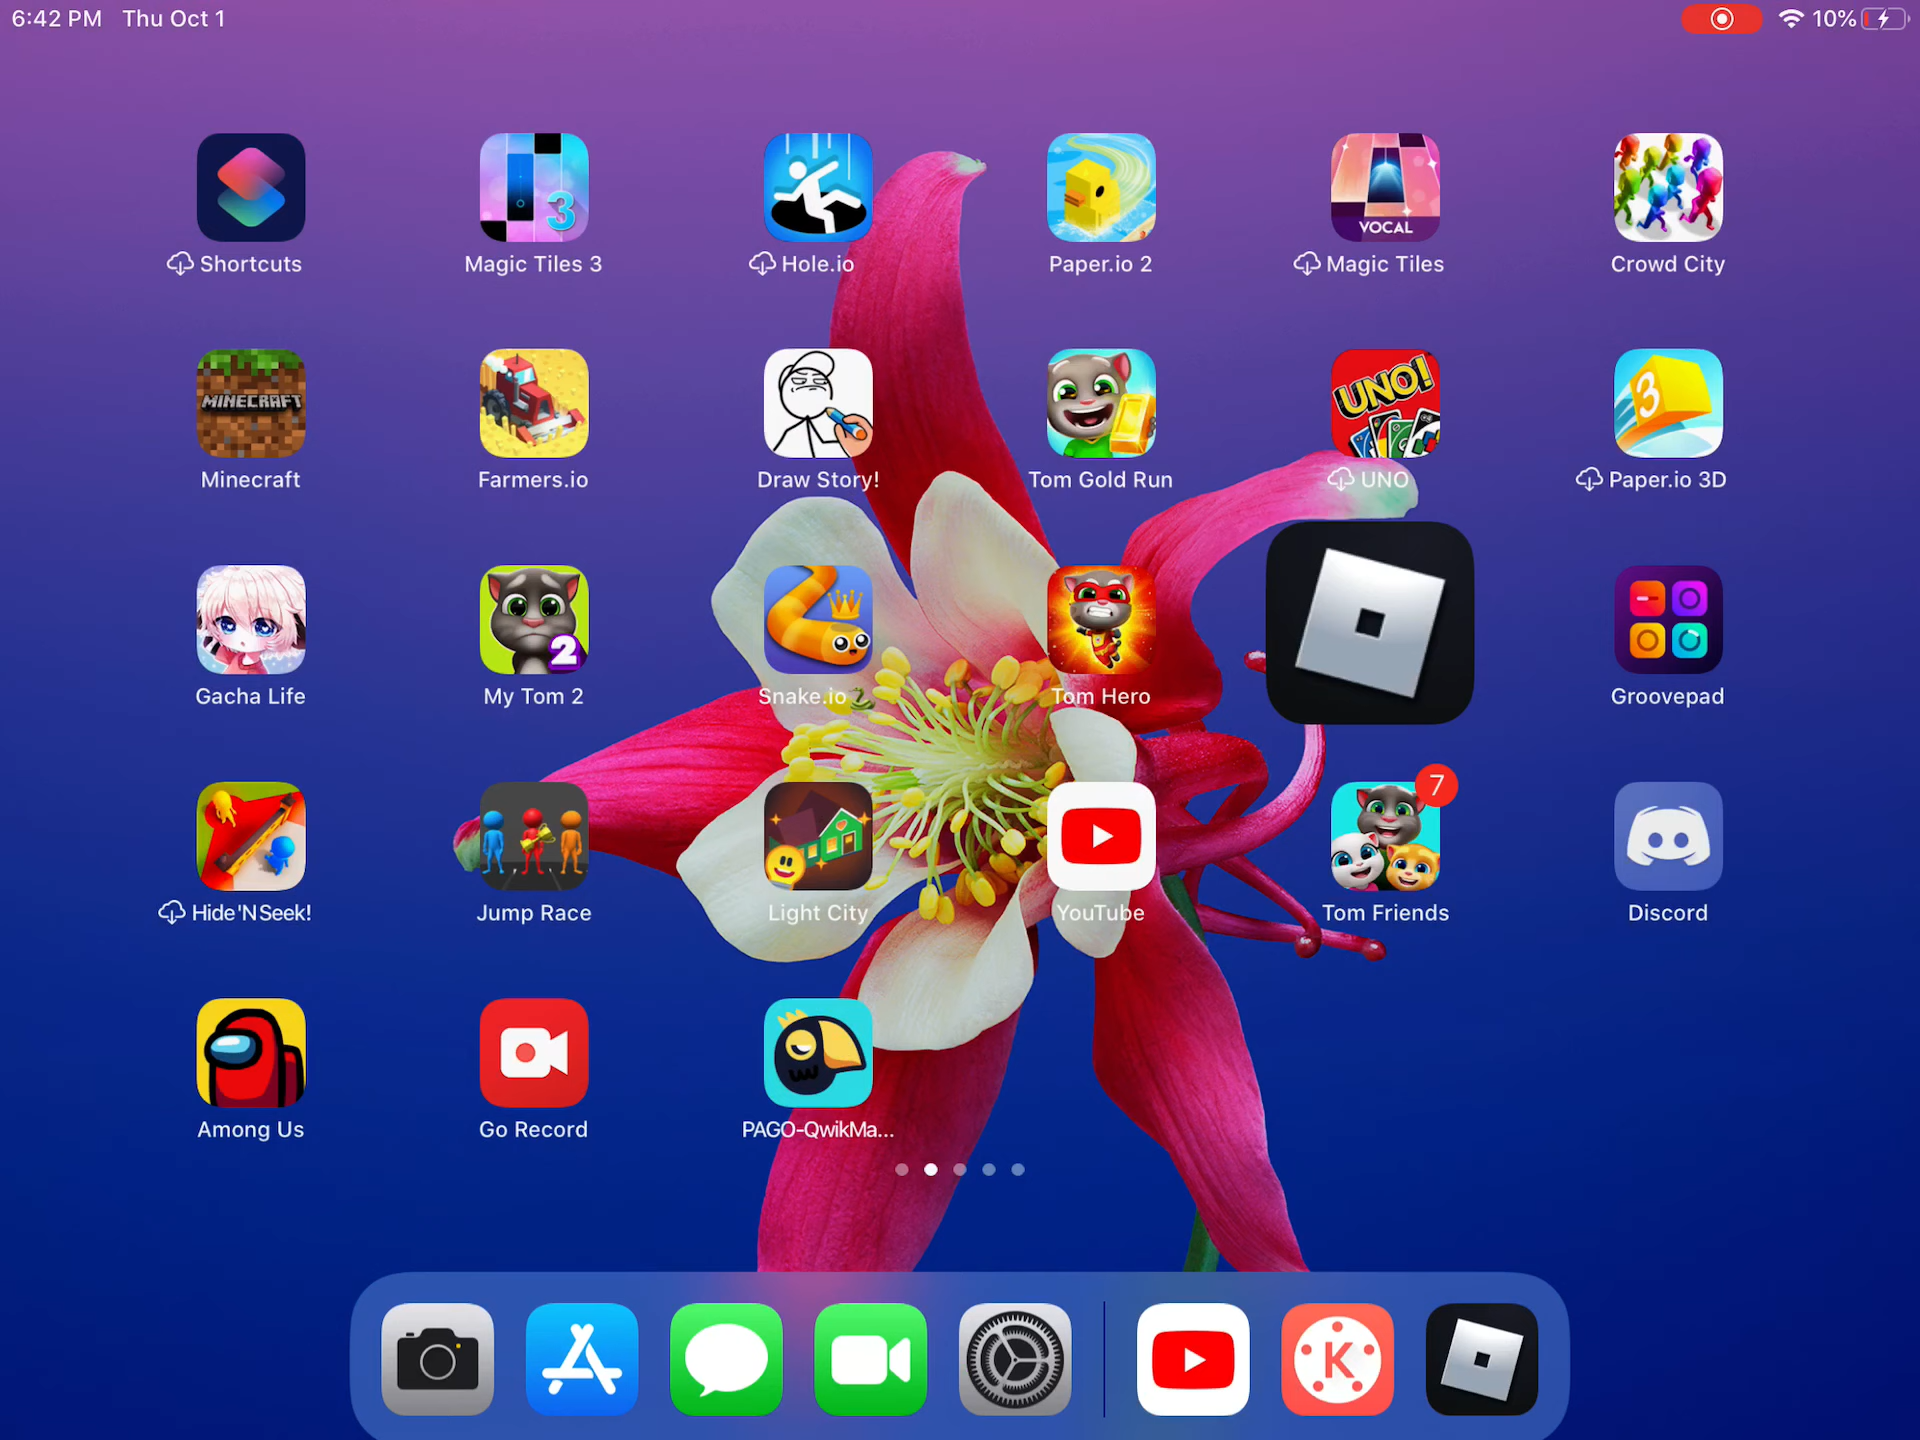 6:42 PM Thu Oct 1 10%
3
VOCAL
Shortcuts Magic Tiles 3 Hole.io Paper.io 2 Magic Tiles Crowd City
MINECRAFT UNO! 3
Minecraft Farmers.io Draw Story! Tom Gold Run UNO Paper.io 3D
2
Gacha Life My Tom 2 Snake.io Tom Hero Groovepad
7
Hide'N Seek! Jump Race Light City YouTube Tom Friends Discord
Among Us Go Record PAGO-QwikMa...
K